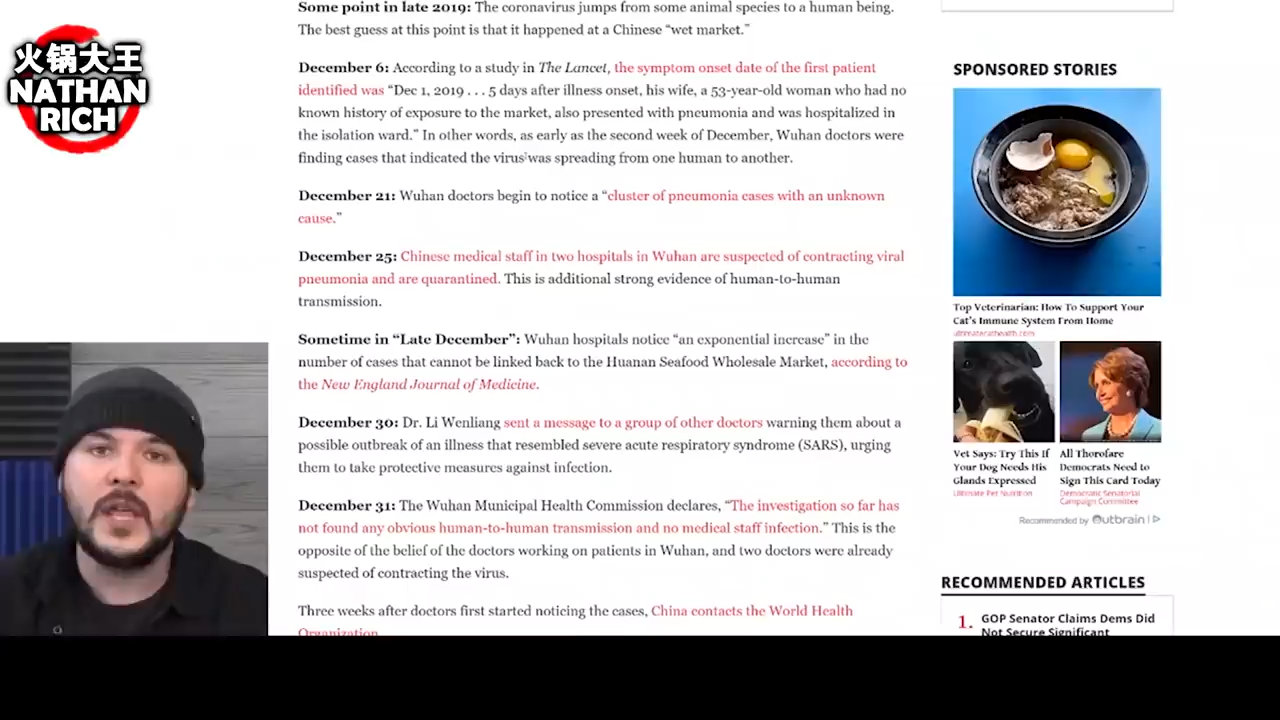 火锅大王
NATHAN
RICH
Some point in late 2019: The coronavirus jumps from some animal species to a human being.
The best guess at this point is that it happened at a Chinese “wet market.”
December 6: According to a study in The Lancet, the symptom onset date of the first patient
identified was “Dec 1, 2019 . . . 5 days after illness onset, his wife, a 53-year-old woman who had no
known history of exposure to the market, also presented with pneumonia and was hospitalized in
the isolation ward.” In other words, as early as the second week of December, Wuhan doctors were
finding cases that indicated the virus was spreading from one human to another.
December 21: Wuhan doctors begin to notice a “cluster of pneumonia cases with an unknown
cause.”
December 25: Chinese medical staff in two hospitals in Wuhan are suspected of contracting viral
pneumonia and are quarantined. This is additional strong evidence of human-to-human
transmission.
Sometime in “Late December”: Wuhan hospitals notice “an exponential increase” in the
number of cases that cannot be linked back to the Huanan Seafood Wholesale Market, according to
the New England Journal of Medicine.
December 30: Dr. Li Wenliang sent a message to a group of other doctors warning them about a
possible outbreak of an illness that resembled severe acute respiratory syndrome (SARS), urging
them to take protective measures against infection.
December 31: The Wuhan Municipal Health Commission declares, “The investigation so far has
not found any obvious human-to-human transmission and no medical staff infection.” This is the
opposite of the belief of the doctors working on patients in Wuhan, and two doctors were already
suspected of contracting the virus.
Three weeks after doctors first started noticing the cases, China contacts the World Health
Organization.
SPONSORED STORIES
Top Veterinarian: How To Support Your
Cat's Immune System From Home
ultimatecathealth.com
Vet Says: Try This If
Your Dog Needs His
Glands Expressed
Ultimate Pet Nutrition
All Thorofare
Democrats Need to
Sign This Card Today
Democratic Senatorial
Campaign Committee
Recommended by Outbrain
RECOMMENDED ARTICLES
1. GOP Senator Claims Dems Did
Not Secure Significant